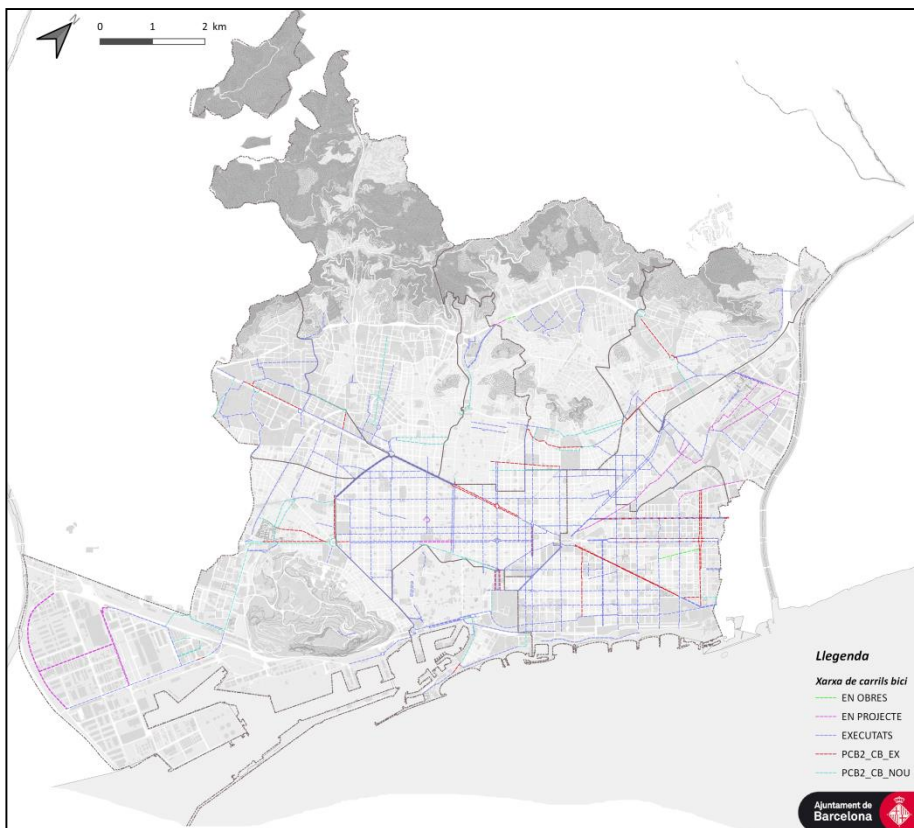 N
0 1 2 km
Llegenda
Xarxa de carrils bici
EN OBRES
EN PROJECTE
EXECUTATS
PCB2_CB_EX
PCB2_CB_NOU
Ajuntament de
Barcelona